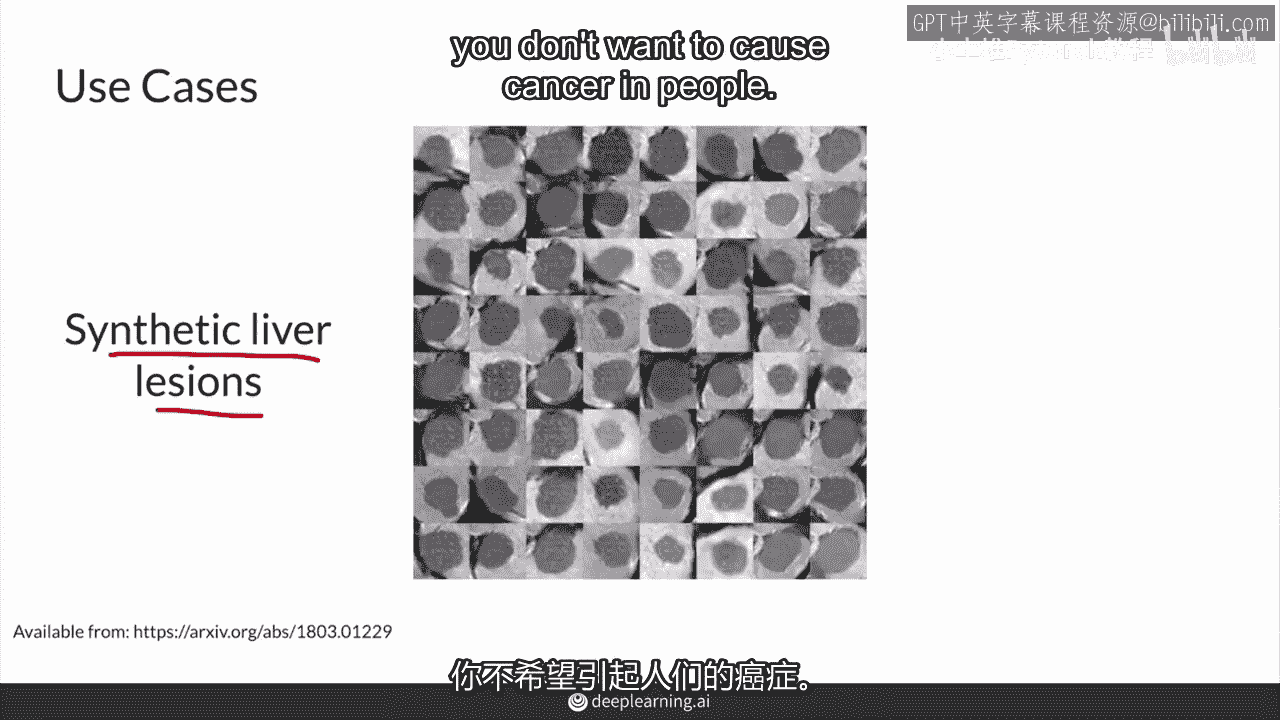 GPT中英字幕课程资源@bilibili.com
you don't want to cause
cancer in people.
Use Cases
Synthetic liver
lesions
Available from: https://arxiv.org/abs/1803.01229
你不希望引起人们的癌症。
deeplearning.ai